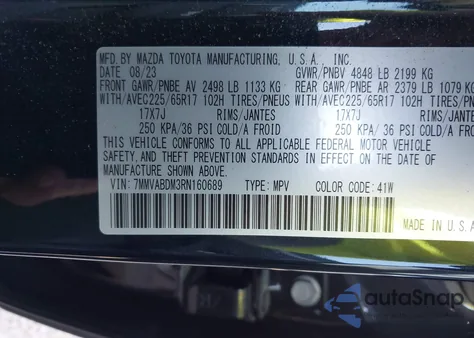 MFD. BY MAZDA TOYOTA MANUFACTURING, U.S.A., INC.
DATE: 08/23 GVWR/PNBV 4848 LB 2199 KG
FRONT GAWR/PNBE AV 2498 LB 1133 KG REAR GAWR/PNBE AR 2379 LB 1079 KG
WITH/AVEC225/65R17 102H TIRES/PNEUS WITH/AVEC225/65R17 102H TIRES/PNEUS
17X7J RIMS/JANTES 17X7J RIMS/JANTES
250 KPA/36 PSI COLD/A FROID 250 KPA/36 PSI COLD/A FROID
THIS VEHICLE CONFORMS TO ALL APPLICABLE FEDERAL MOTOR VEHICLE
SAFETY, AND THEFT PREVENTION STANDARDS IN EFFECT ON THE DATE OF
MANUFACTURE SHOWN ABOVE.
VIN: 7MMVABDM3RN160689 TYPE: MPV COLOR CODE: 41W
MADE IN U.S.
autoSnap